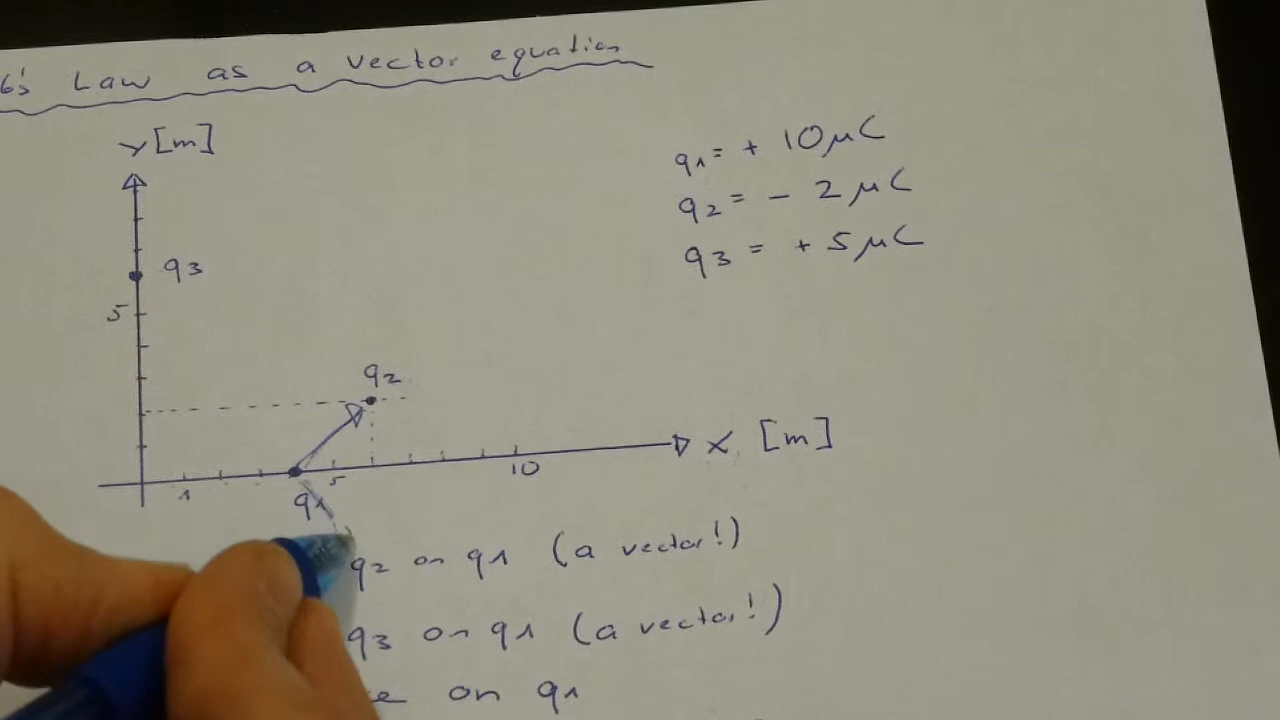 Law as a vector equation
Y [m]
q1 = + 10 μC
q2 = - 2 μC
q3 = + 5 μC
q3
5
q2
X [m]
10
5
1
q1
q2 on q1 (a vector!)
q3 on q1 (a vector!)
on q1